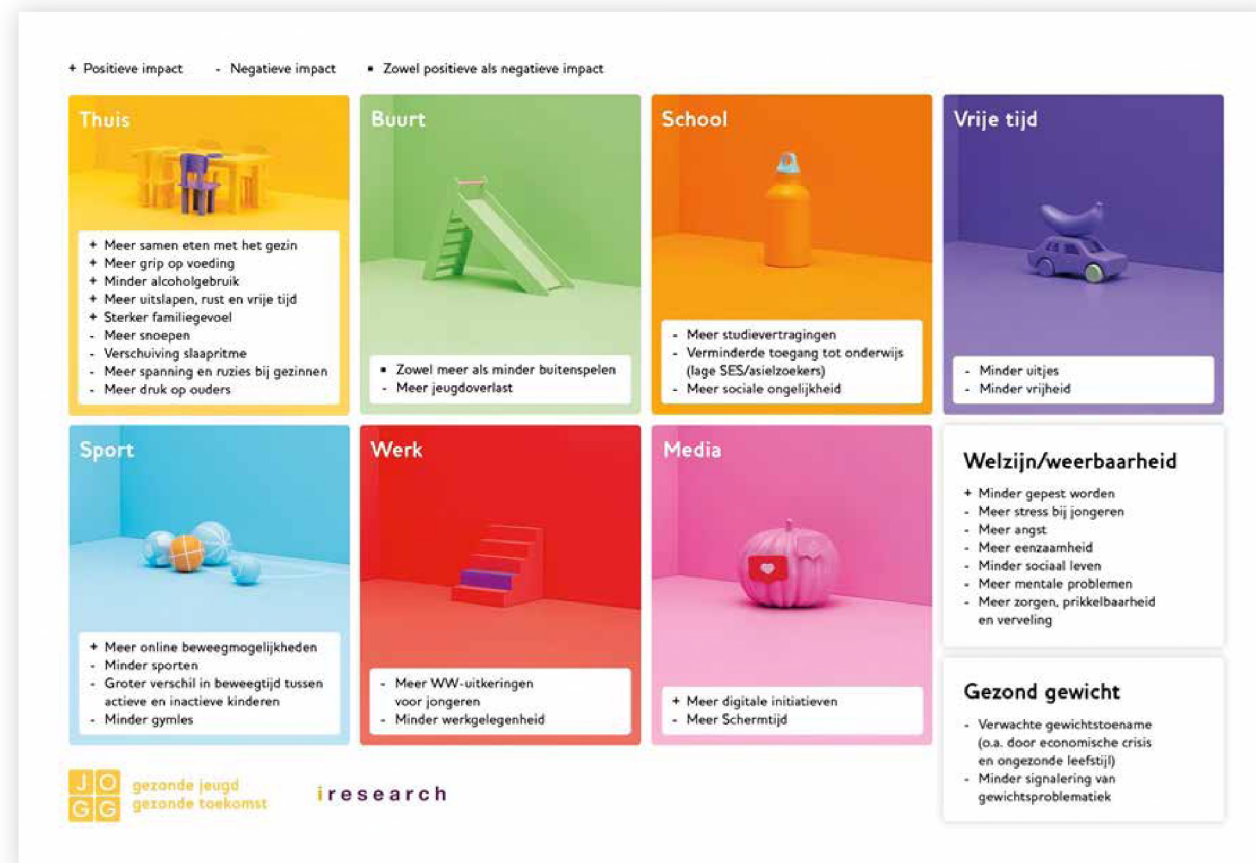 + Positieve impact - Negatieve impact ▪ Zowel positieve als negatieve impact
Thuis
+ Meer samen eten met het gezin
+ Meer grip op voeding
+ Minder alcoholgebruik
+ Meer uitslapen, rust en vrije tijd
+ Sterker familiegevoel
- Meer snoepen
- Verschuiving slaapritme
- Meer spanning en ruzies bij gezinnen
- Meer druk op ouders
Buurt
▪ Zowel meer als minder buitenspelen
- Meer jeugdoverlast
School
- Meer studievertragingen
- Verminderde toegang tot onderwijs
(lage SES/asielzoekers)
- Meer sociale ongelijkheid
Vrije tijd
- Minder uitjes
- Minder vrijheid
Sport
+ Meer online beweegmogelijkheden
- Minder sporten
- Groter verschil in beweegtijd tussen
actieve en inactieve kinderen
- Minder gymles
Werk
- Meer WW-uitkeringen
voor jongeren
- Minder werkgelegenheid
Media
+ Meer digitale initiatieven
- Meer Schermtijd
Welzijn/weerbaarheid
+ Minder gepest worden
- Meer stress bij jongeren
- Meer angst
- Meer eenzaamheid
- Minder sociaal leven
- Meer mentale problemen
- Meer zorgen, prikkelbaarheid
en verveling
Gezond gewicht
- Verwachte gewichtstoename
(o.a. door economische crisis
en ongezonde leefstijl)
- Minder signalering van
gewichtsproblematiek
JO
GG
gezonde jeugd
gezonde toekomst
iresearch